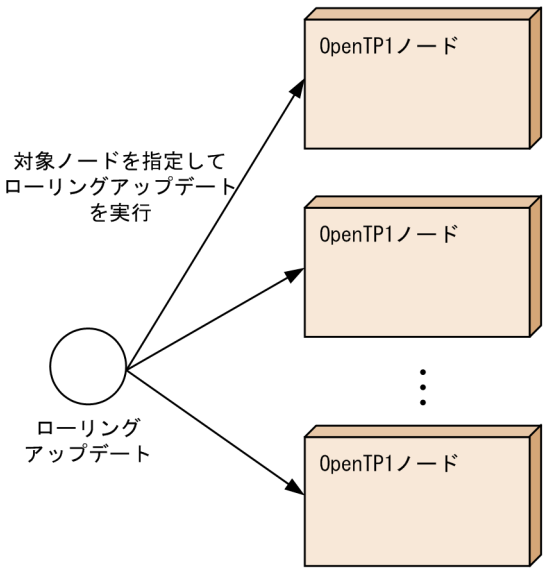 OpenTP1ノード
対象ノードを指定して
ローリングアップデート
を実行
OpenTP1ノード
ローリング
アップデート
OpenTP1ノード